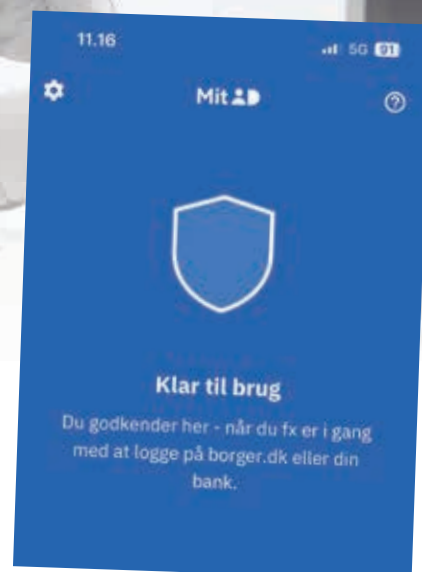 11.16
5G 91
Mit
Klar til brug
Du godkender her - når du fx er i gang
med at logge på borger.dk eller din
bank.